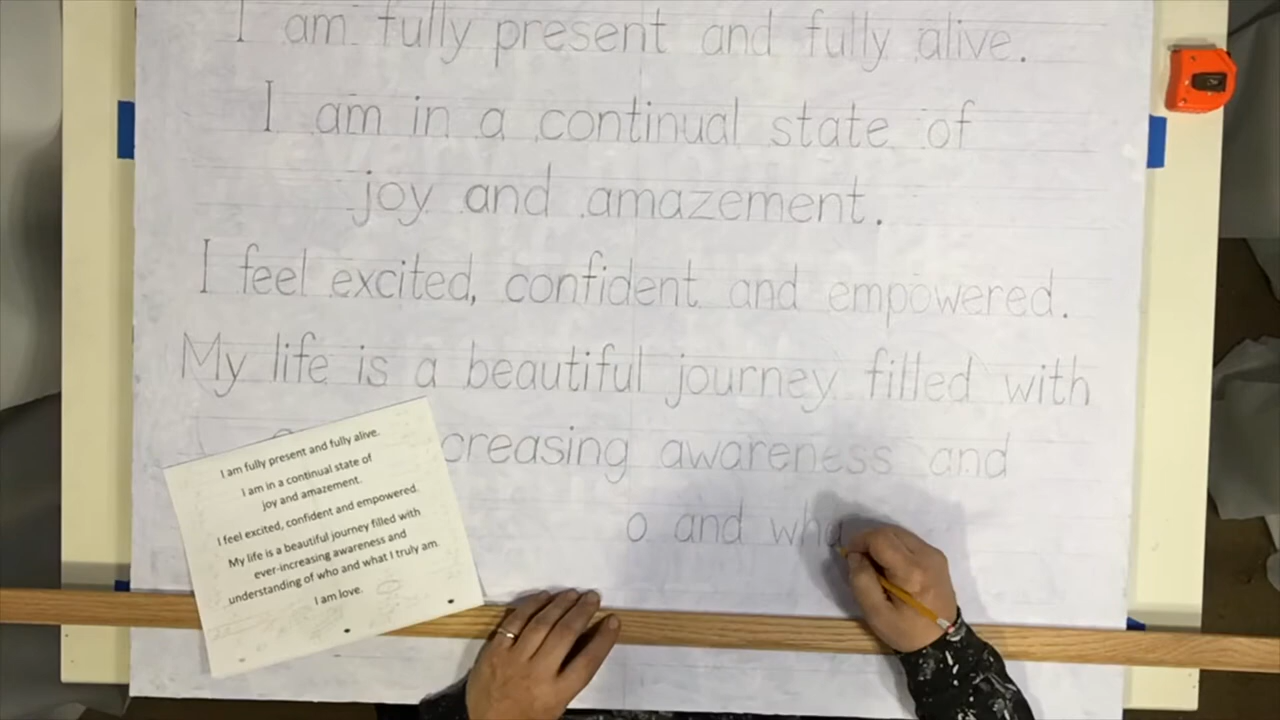 I am fully present and fully alive.
I am in a continual state of
joy and amazement.
I feel excited, confident and empowered.
My life is a beautiful journey filled with
creasing awareness and
o and wha
I am fully present and fully alive.
I am in a continual state of
joy and amazement.
I feel excited, confident and empowered.
My life is a beautiful journey filled with
ever-increasing awareness and
understanding of who and what I truly am.
I am love.